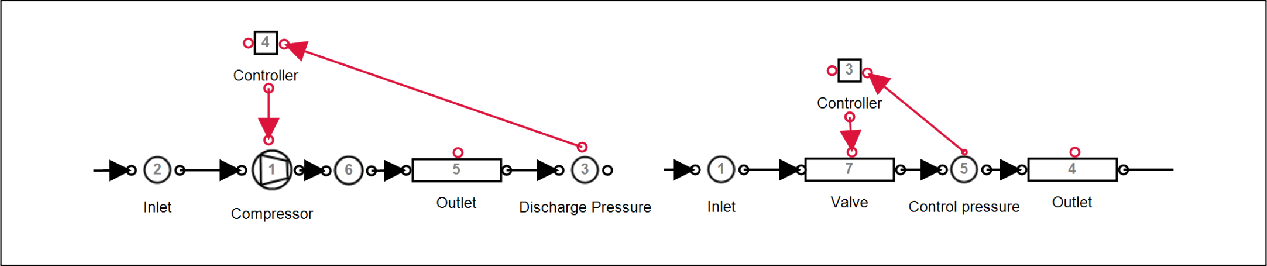 4
Controller
2
1
6
5
3
Inlet
Compressor
Outlet
Discharge Pressure
3
Controller
1
7
5
4
Inlet
Valve
Control pressure
Outlet